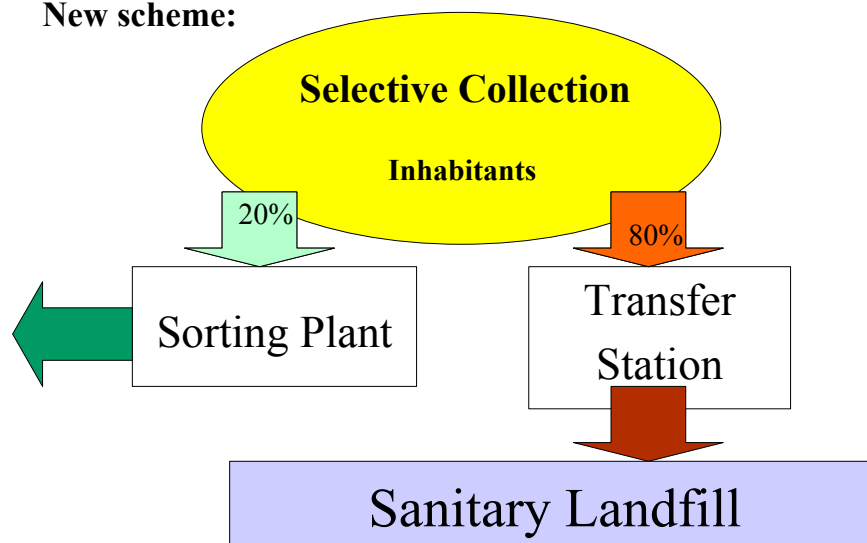 New scheme:
Selective Collection
Inhabitants
20%
80%
Sorting Plant
Transfer
Station
Sanitary Landfill